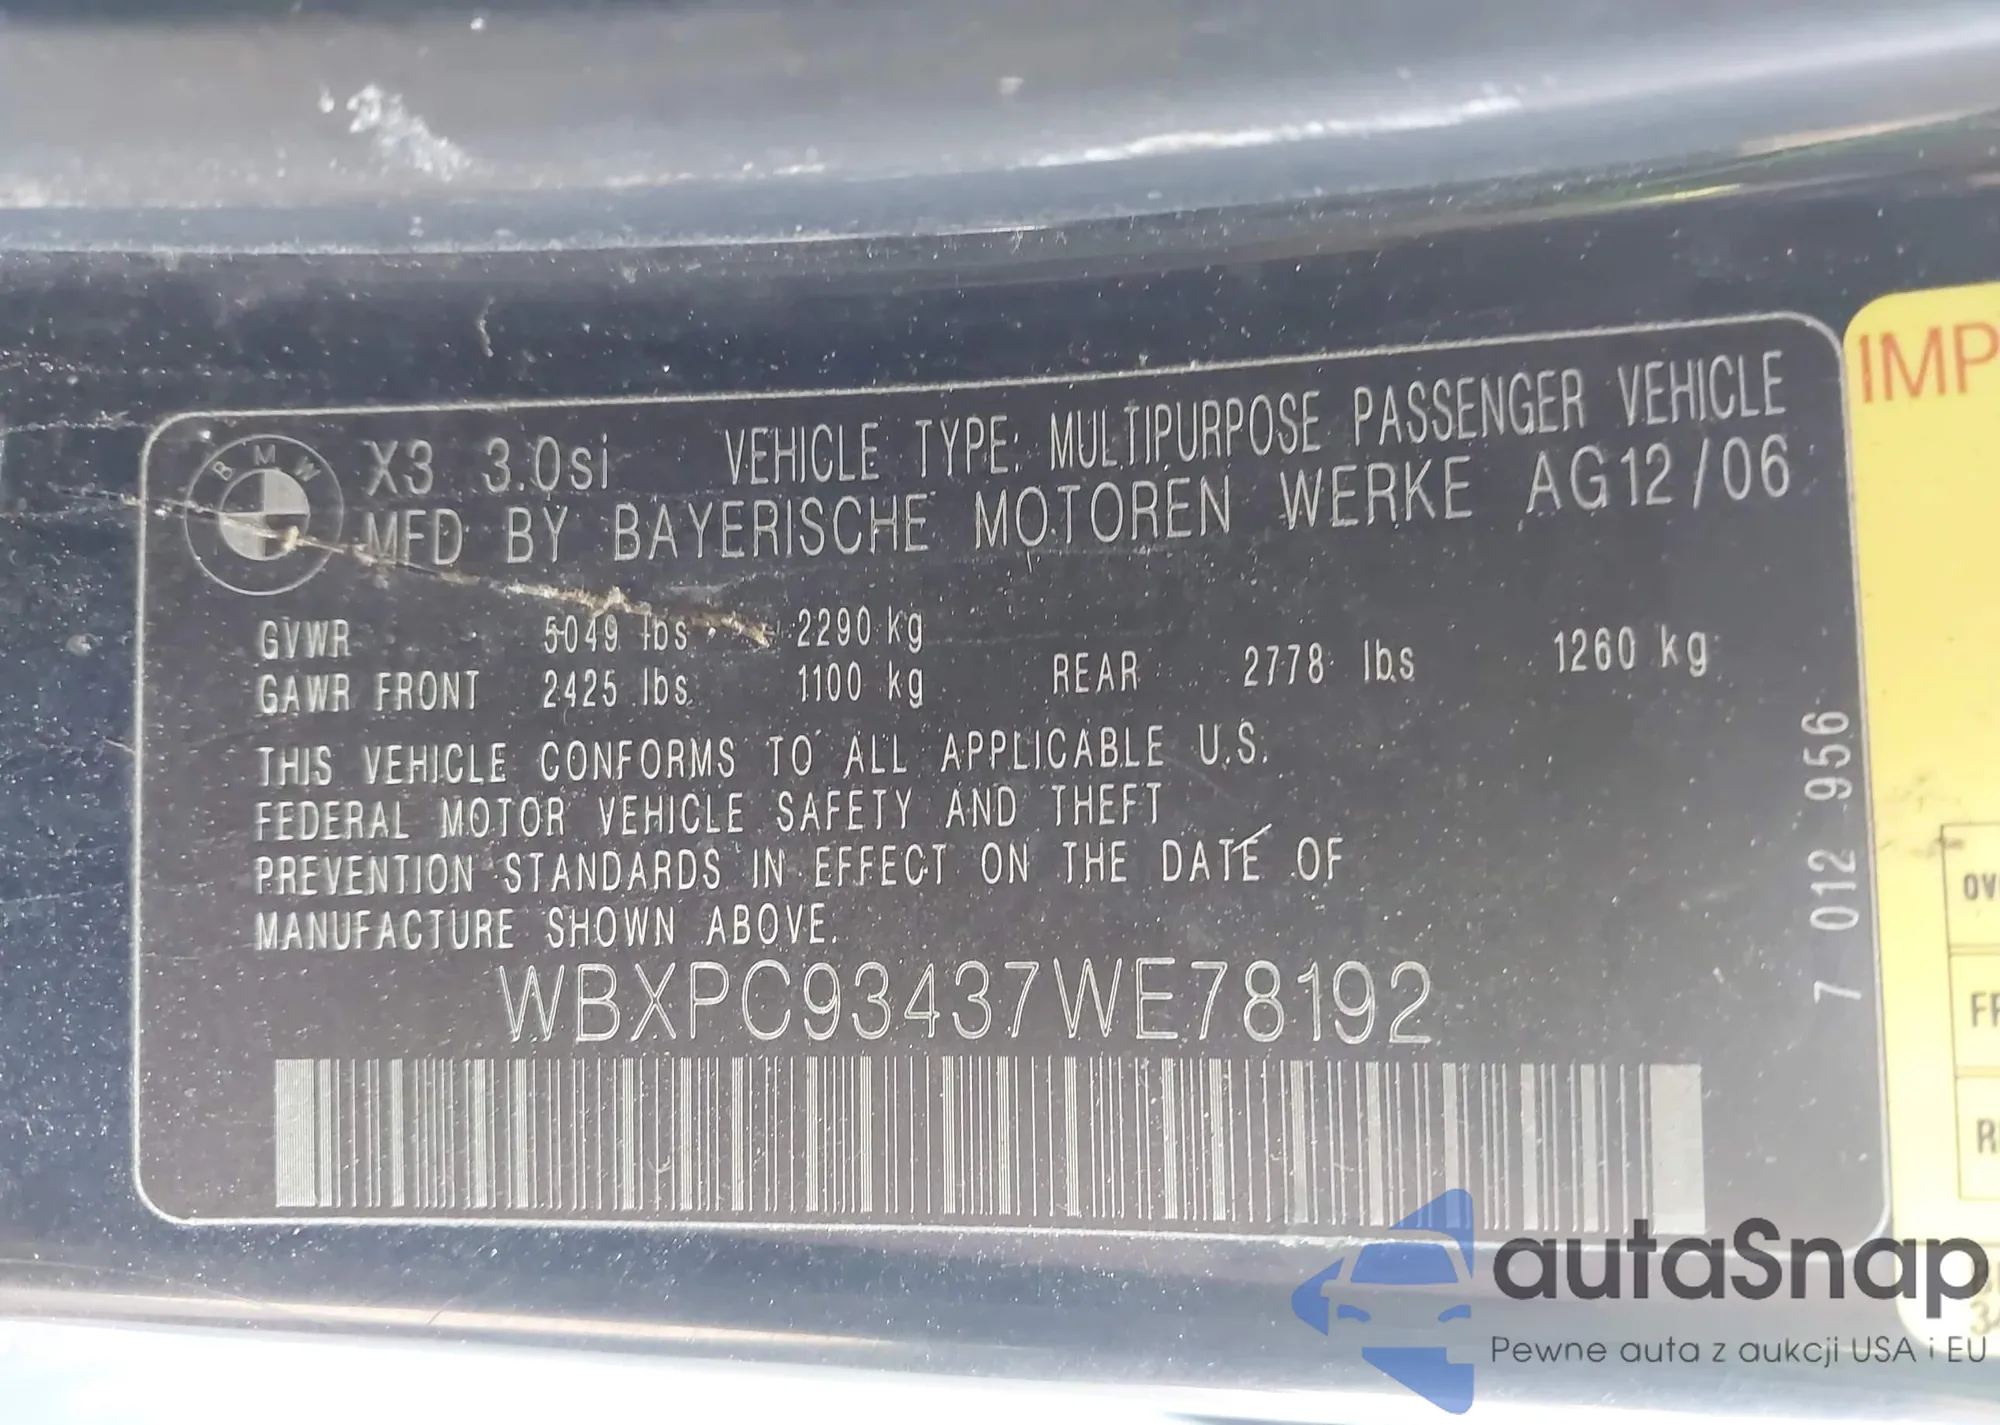 BMW
X3 3.0si VEHICLE TYPE: MULTIPURPOSE PASSENGER VEHICLE
MFD BY BAYERISCHE MOTOREN WERKE AG12/06
GVWR 5049 lbs 2290 kg
GAWR FRONT 2425 lbs 1100 kg REAR 2778 lbs 1260 kg
THIS VEHICLE CONFORMS TO ALL APPLICABLE U.S.
FEDERAL MOTOR VEHICLE SAFETY AND THEFT
PREVENTION STANDARDS IN EFFECT ON THE DATE OF
MANUFACTURE SHOWN ABOVE.
WBXPC93437WE78192
7 012 956
IMP
autaSnap
Pewne auta z aukcji USA i EU